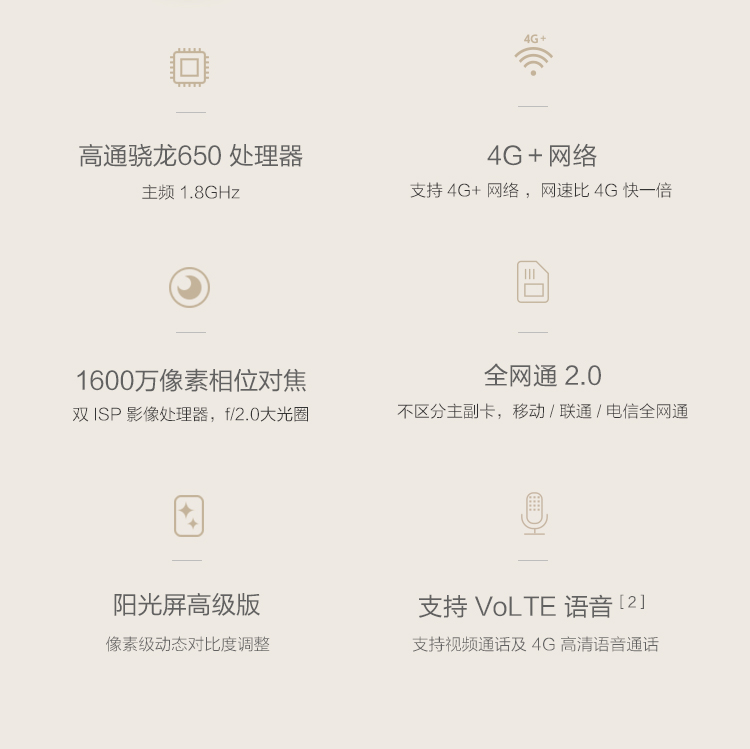 4G+
高通骁龙650 处理器
主频 1.8GHz
4G+网络
支持 4G+ 网络 ，网速比 4G 快一倍
1600万像素相位对焦
双 ISP 影像处理器，f/2.0大光圈
全网通 2.0
不区分主副卡，移动 / 联通 / 电信全网通
阳光屏高级版
像素级动态对比度调整
支持 VoLTE 语音 [2]
支持视频通话及 4G 高清语音通话